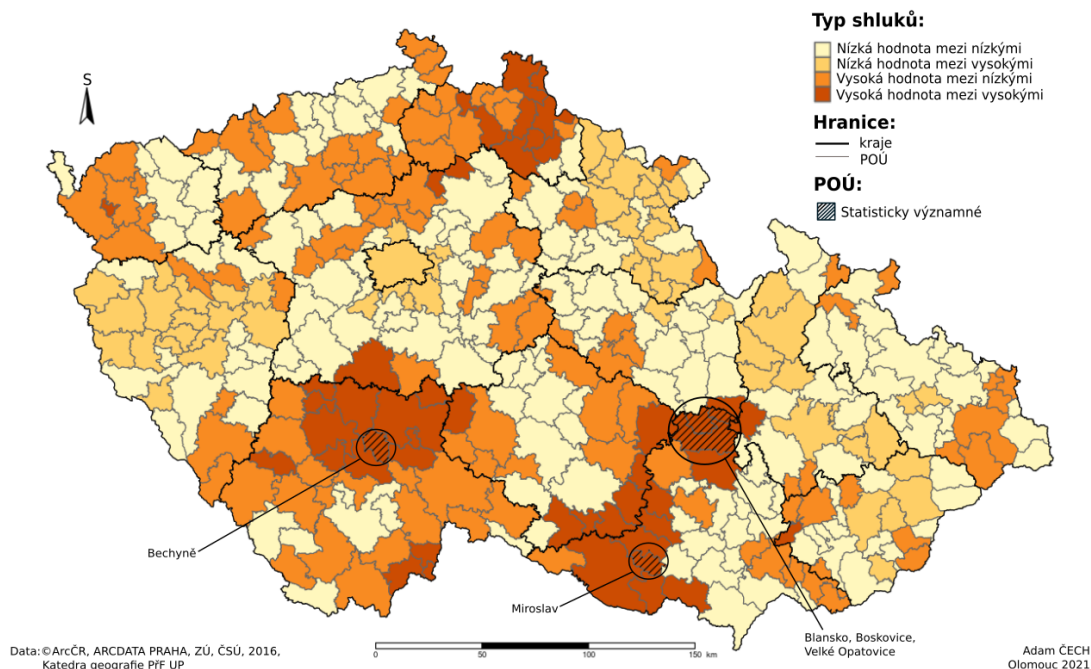 Typ shluků:
Nízká hodnota mezi nízkými
Nízká hodnota mezi vysokými
Vysoká hodnota mezi nízkými
Vysoká hodnota mezi vysokými
Hranice:
kraje
POÚ
POÚ:
Statisticky významné
S
Bechyně
Miroslav
Blansko, Boskovice,
Velké Opatovice
0 50 100 150 km
Data:©ArcČR, ARCDATA PRAHA, ZÚ, ČSÚ, 2016,
Katedra geografie PřF UP
Adam ČECH
Olomouc 2021